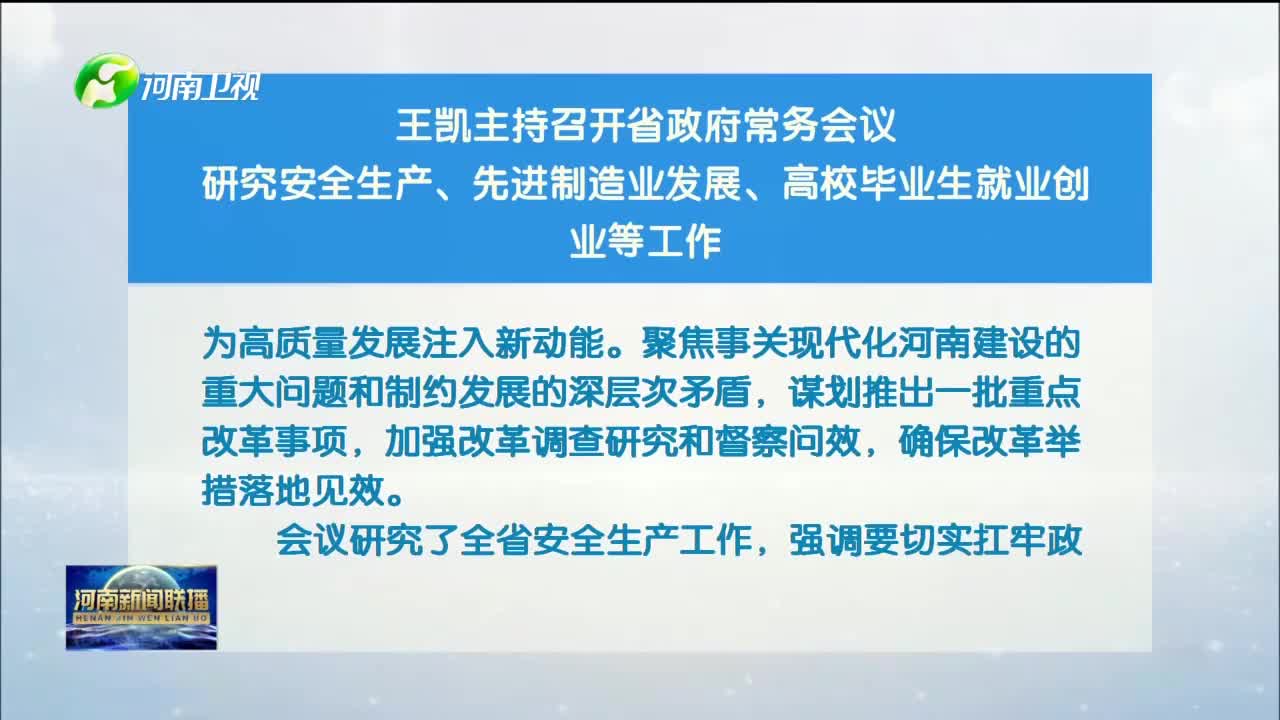 河南卫视
王凯主持召开省政府常务会议
研究安全生产、先进制造业发展、高校毕业生就业创
业等工作
为高质量发展注入新动能。聚焦事关现代化河南建设的
重大问题和制约发展的深层次矛盾，谋划推出一批重点
改革事项，加强改革调查研究和督察问效，确保改革举
措落地见效。
会议研究了全省安全生产工作，强调要切实扛牢政
河南新闻联播
HENAN XIN WEN LIAN BO